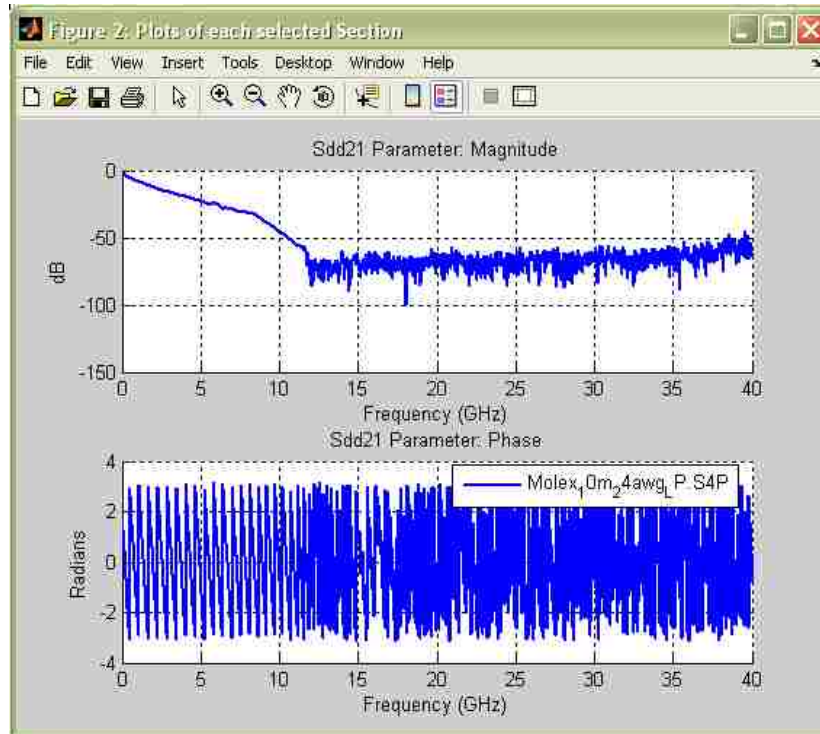 Figure 2: Plots of each selected Section
File Edit View Insert Tools Desktop Window Help
Sdd21 Parameter: Magnitude
0
-50
-100
-150
dB
0 5 10 15 20 25 30 35 40
Frequency (GHz)
Sdd21 Parameter: Phase
4
2
0
-2
-4
Radians
Molex₁0m₂4awg_LP.S4P
0 5 10 15 20 25 30 35 40
Frequency (GHz)